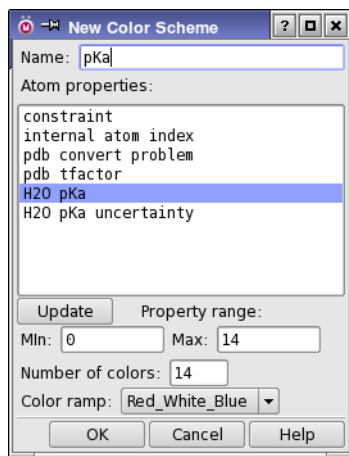 New Color Scheme
Name: pKa
Atom properties:
constraint
internal atom index
pdb convert problem
pdb tfactor
H2O pKa
H2O pKa uncertainty
Update Property range:
MIn: 0 Max: 14
Number of colors: 14
Color ramp: Red_White_Blue
OK Cancel Help